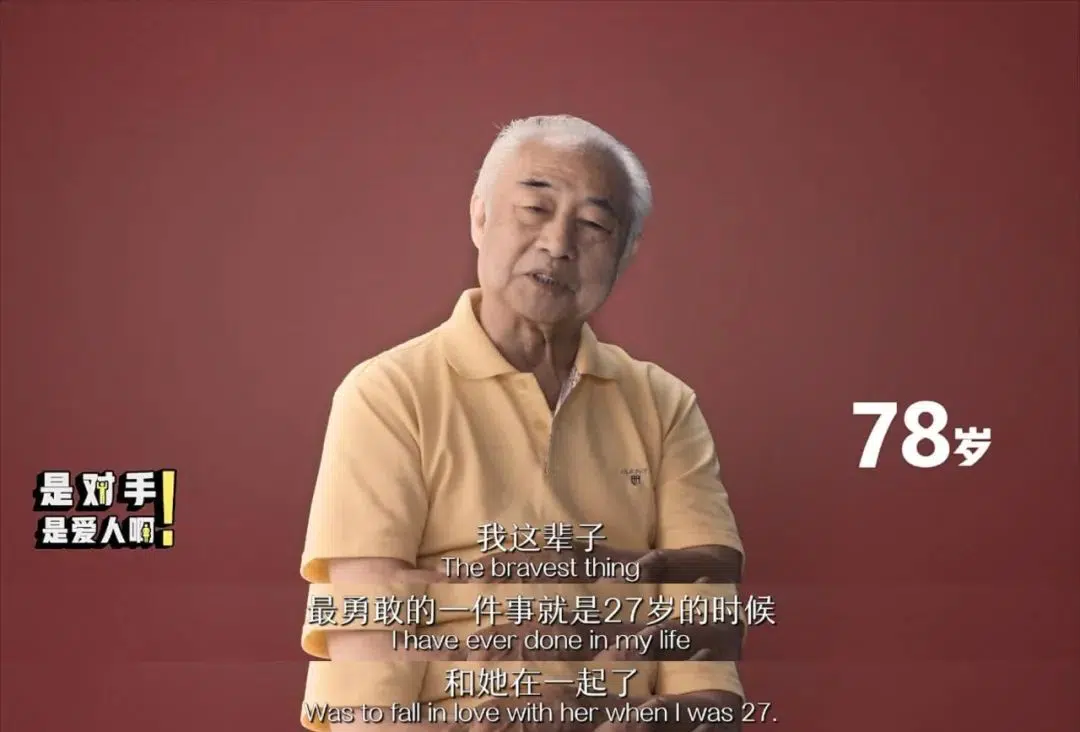 78岁
是对手
是爱人啊!
我这辈子
The bravest thing
最勇敢的一件事就是27岁的时候
I have ever done in my life
和她在一起了
Was to fall in love with her when I was 27.